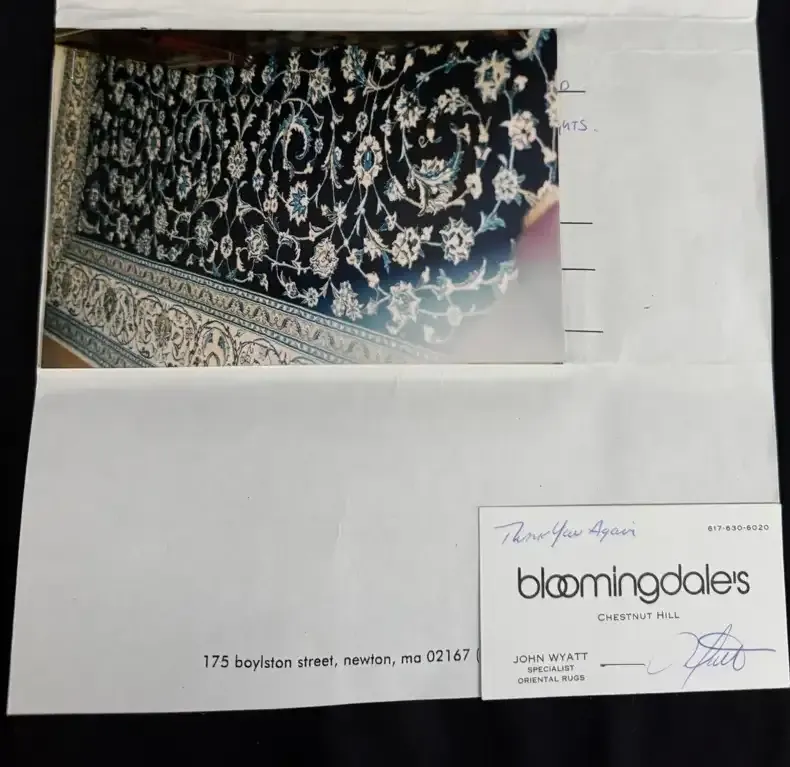 Thank You Again
617-630-6020
bloomingdale's
CHESTNUT HILL
JOHN WYATT
SPECIALIST
ORIENTAL RUGS
175 boylston street, newton, ma 02167 (